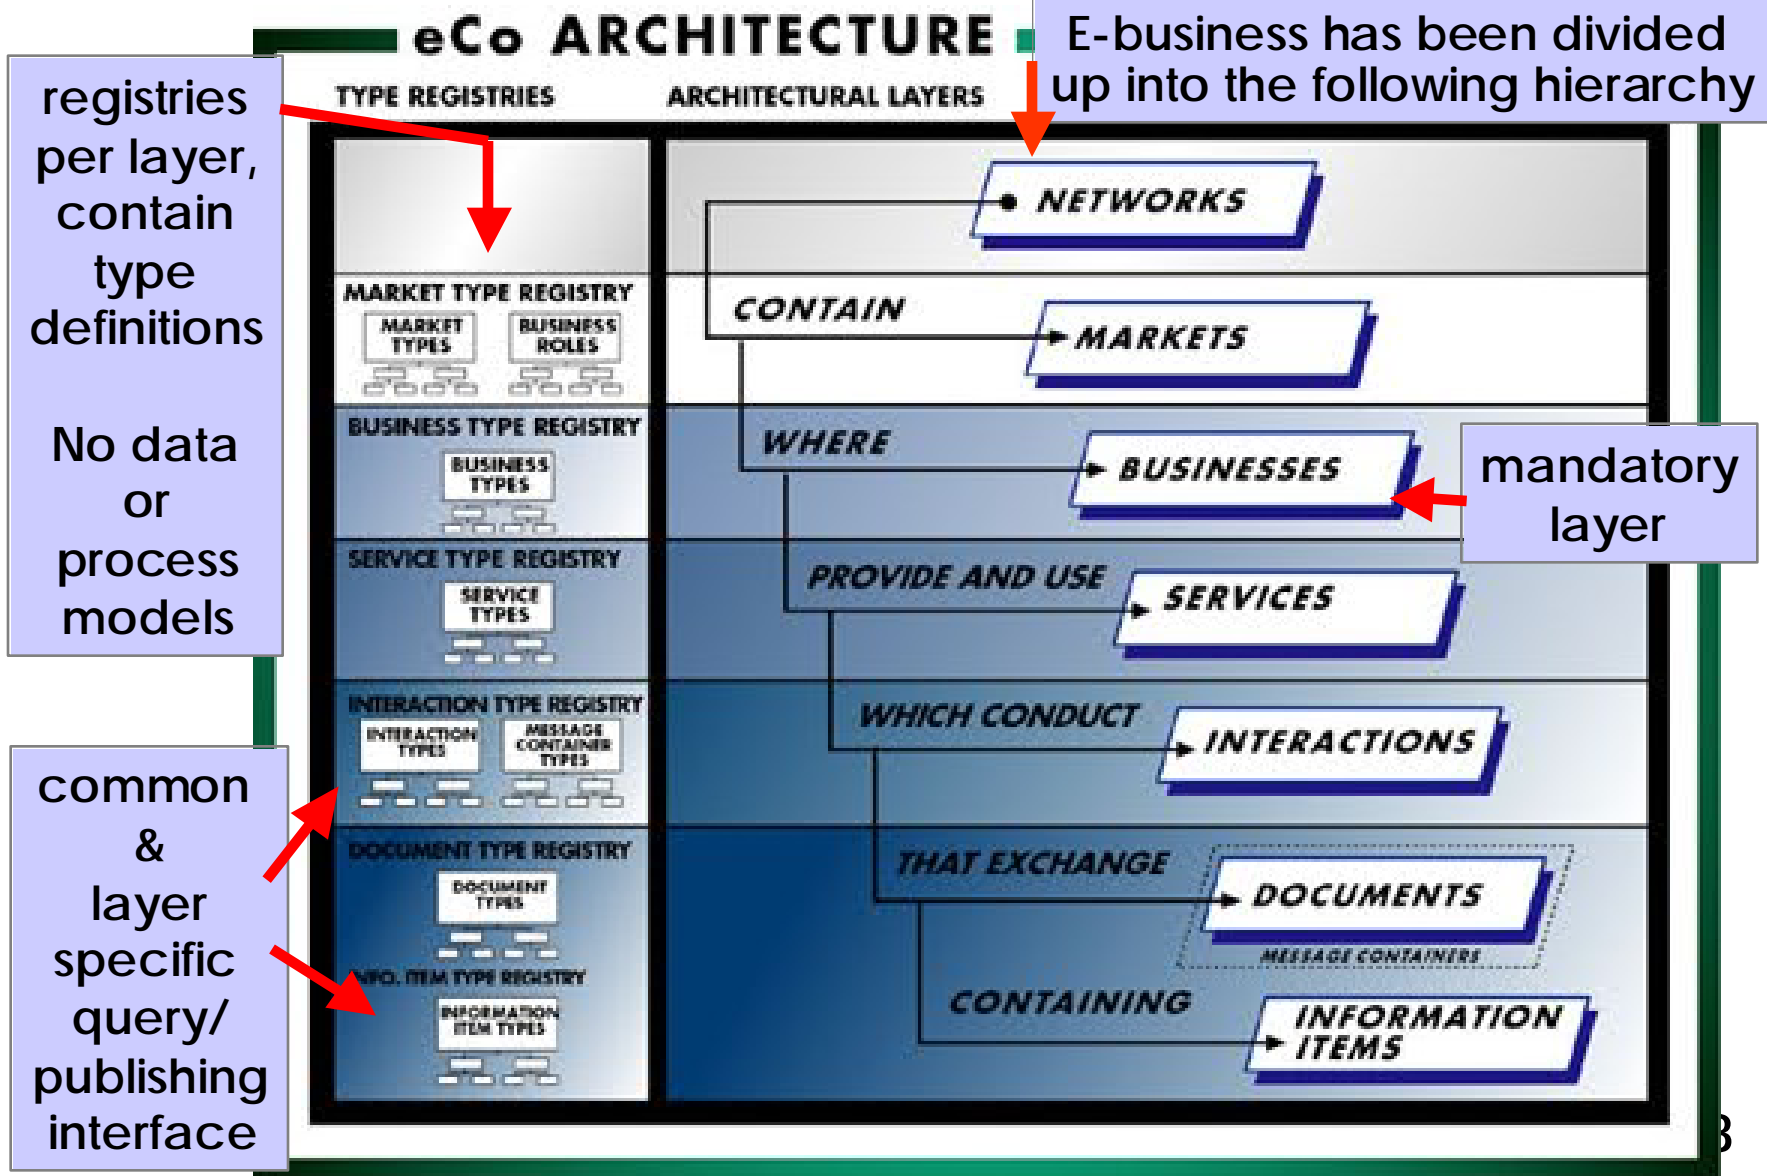 eCo ARCHITECTURE
E-business has been divided
up into the following hierarchy
TYPE REGISTRIES
ARCHITECTURAL LAYERS
registries
per layer,
contain
type
definitions
No data
or
process
models
NETWORKS
MARKET TYPE REGISTRY
MARKET
TYPES
BUSINESS
ROLES
CONTAIN
MARKETS
BUSINESS TYPE REGISTRY
BUSINESS
TYPES
WHERE
BUSINESSES
mandatory
layer
SERVICE TYPE REGISTRY
SERVICE
TYPES
PROVIDE AND USE
SERVICES
INTERACTION TYPE REGISTRY
INTERACTION
TYPES
MESSAGE
CONTAINER
TYPES
WHICH CONDUCT
INTERACTIONS
common
&
layer
specific
query/
publishing
interface
DOCUMENT TYPE REGISTRY
DOCUMENT
TYPES
THAT EXCHANGE
DOCUMENTS
MESSAGE CONTAINERS
INFO. ITEM TYPE REGISTRY
INFORMATION
ITEM TYPES
CONTAINING
INFORMATION
ITEMS